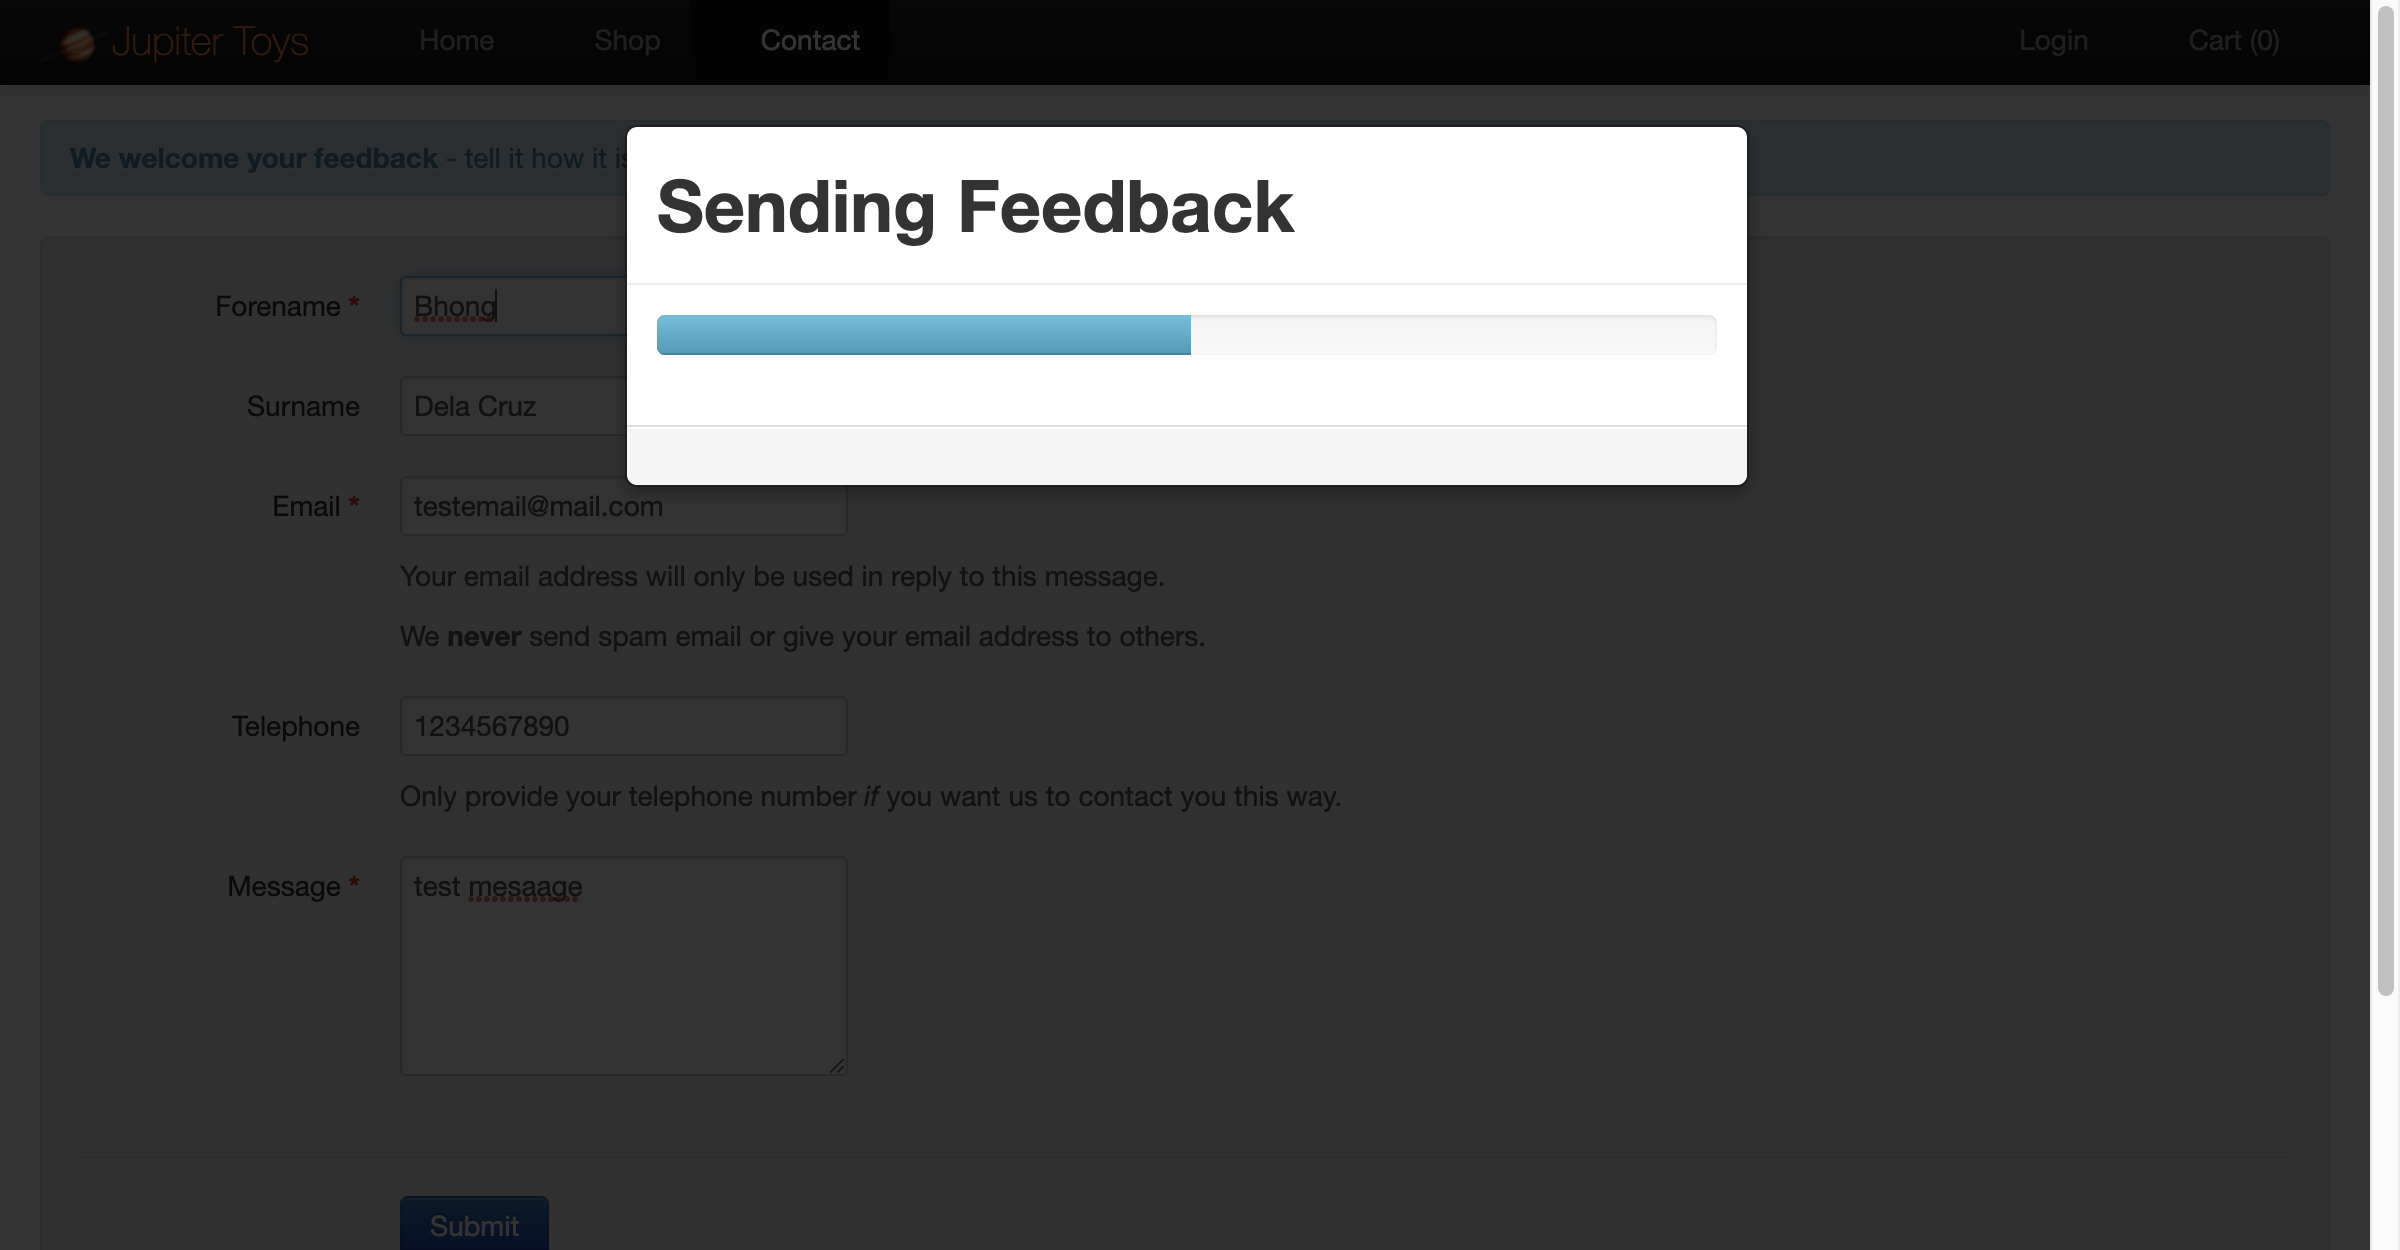 Jupiter Toys Home Shop Contact Login Cart (0)
We welcome your feedback - tell it how it is
Sending Feedback
Forename * Bhong
Surname Dela Cruz
Email * testemail@mail.com
Your email address will only be used in reply to this message.
We never send spam email or give your email address to others.
Telephone 1234567890
Only provide your telephone number if you want us to contact you this way.
Message * test mesaage
Submit